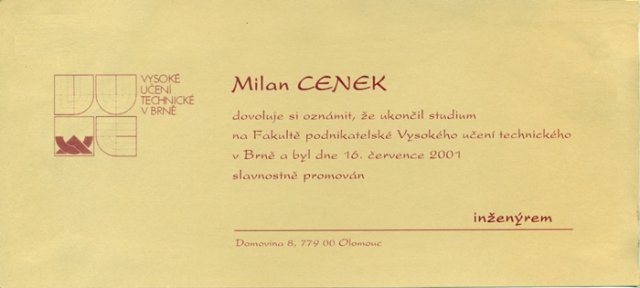 VYSOKÉ
UČENÍ
TECHNICKÉ
V BRNĚ
Milan CENEK
dovoluje si oznámit, že ukončil studium
na Fakultě podnikatelské Vysokého učení technického
v Brně a byl dne 16. července 2001
slavnostně promován
inženýrem
Domovina 8, 779 00 Olomouc